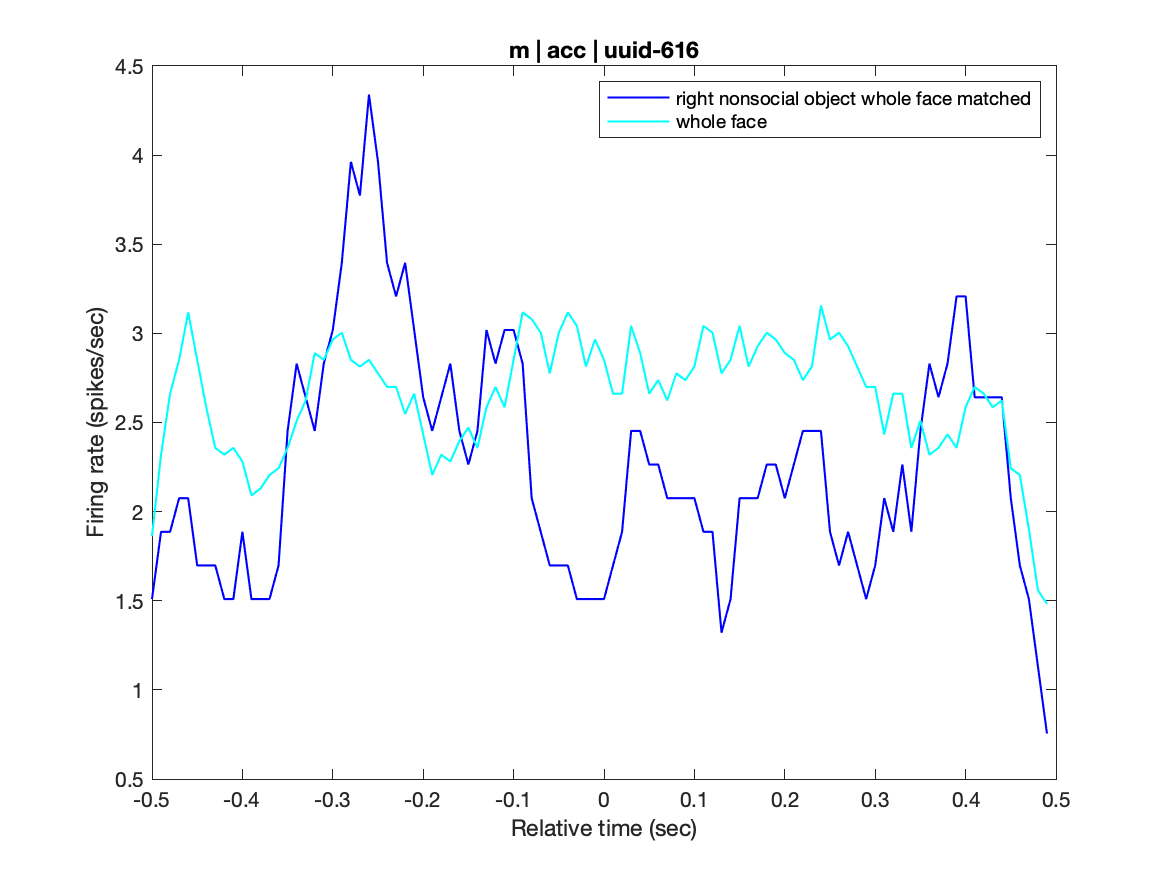 m | acc | uuid-616
right nonsocial object whole face matched
whole face
Firing rate (spikes/sec)
4.5
4
3.5
3
2.5
2
1.5
1
0.5
-0.5 -0.4 -0.3 -0.2 -0.1 0 0.1 0.2 0.3 0.4 0.5
Relative time (sec)